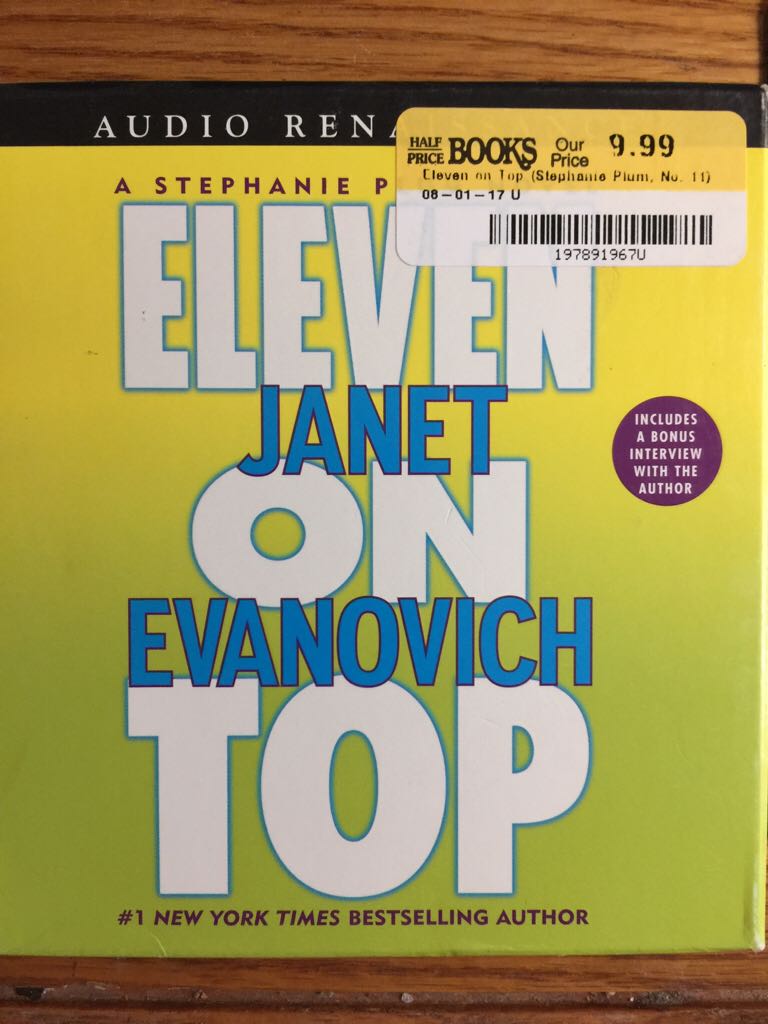 AUDIO RENA
HALF PRICE BOOKS Our Price 9.99
Eleven on Top (Stephanie Plum, No. 11)
08-01-17 U
197891967U
A STEPHANIE P
ELEVEN
JANET
ON
INCLUDES
A BONUS
INTERVIEW
WITH THE
AUTHOR
EVANOVICH
TOP
#1 NEW YORK TIMES BESTSELLING AUTHOR